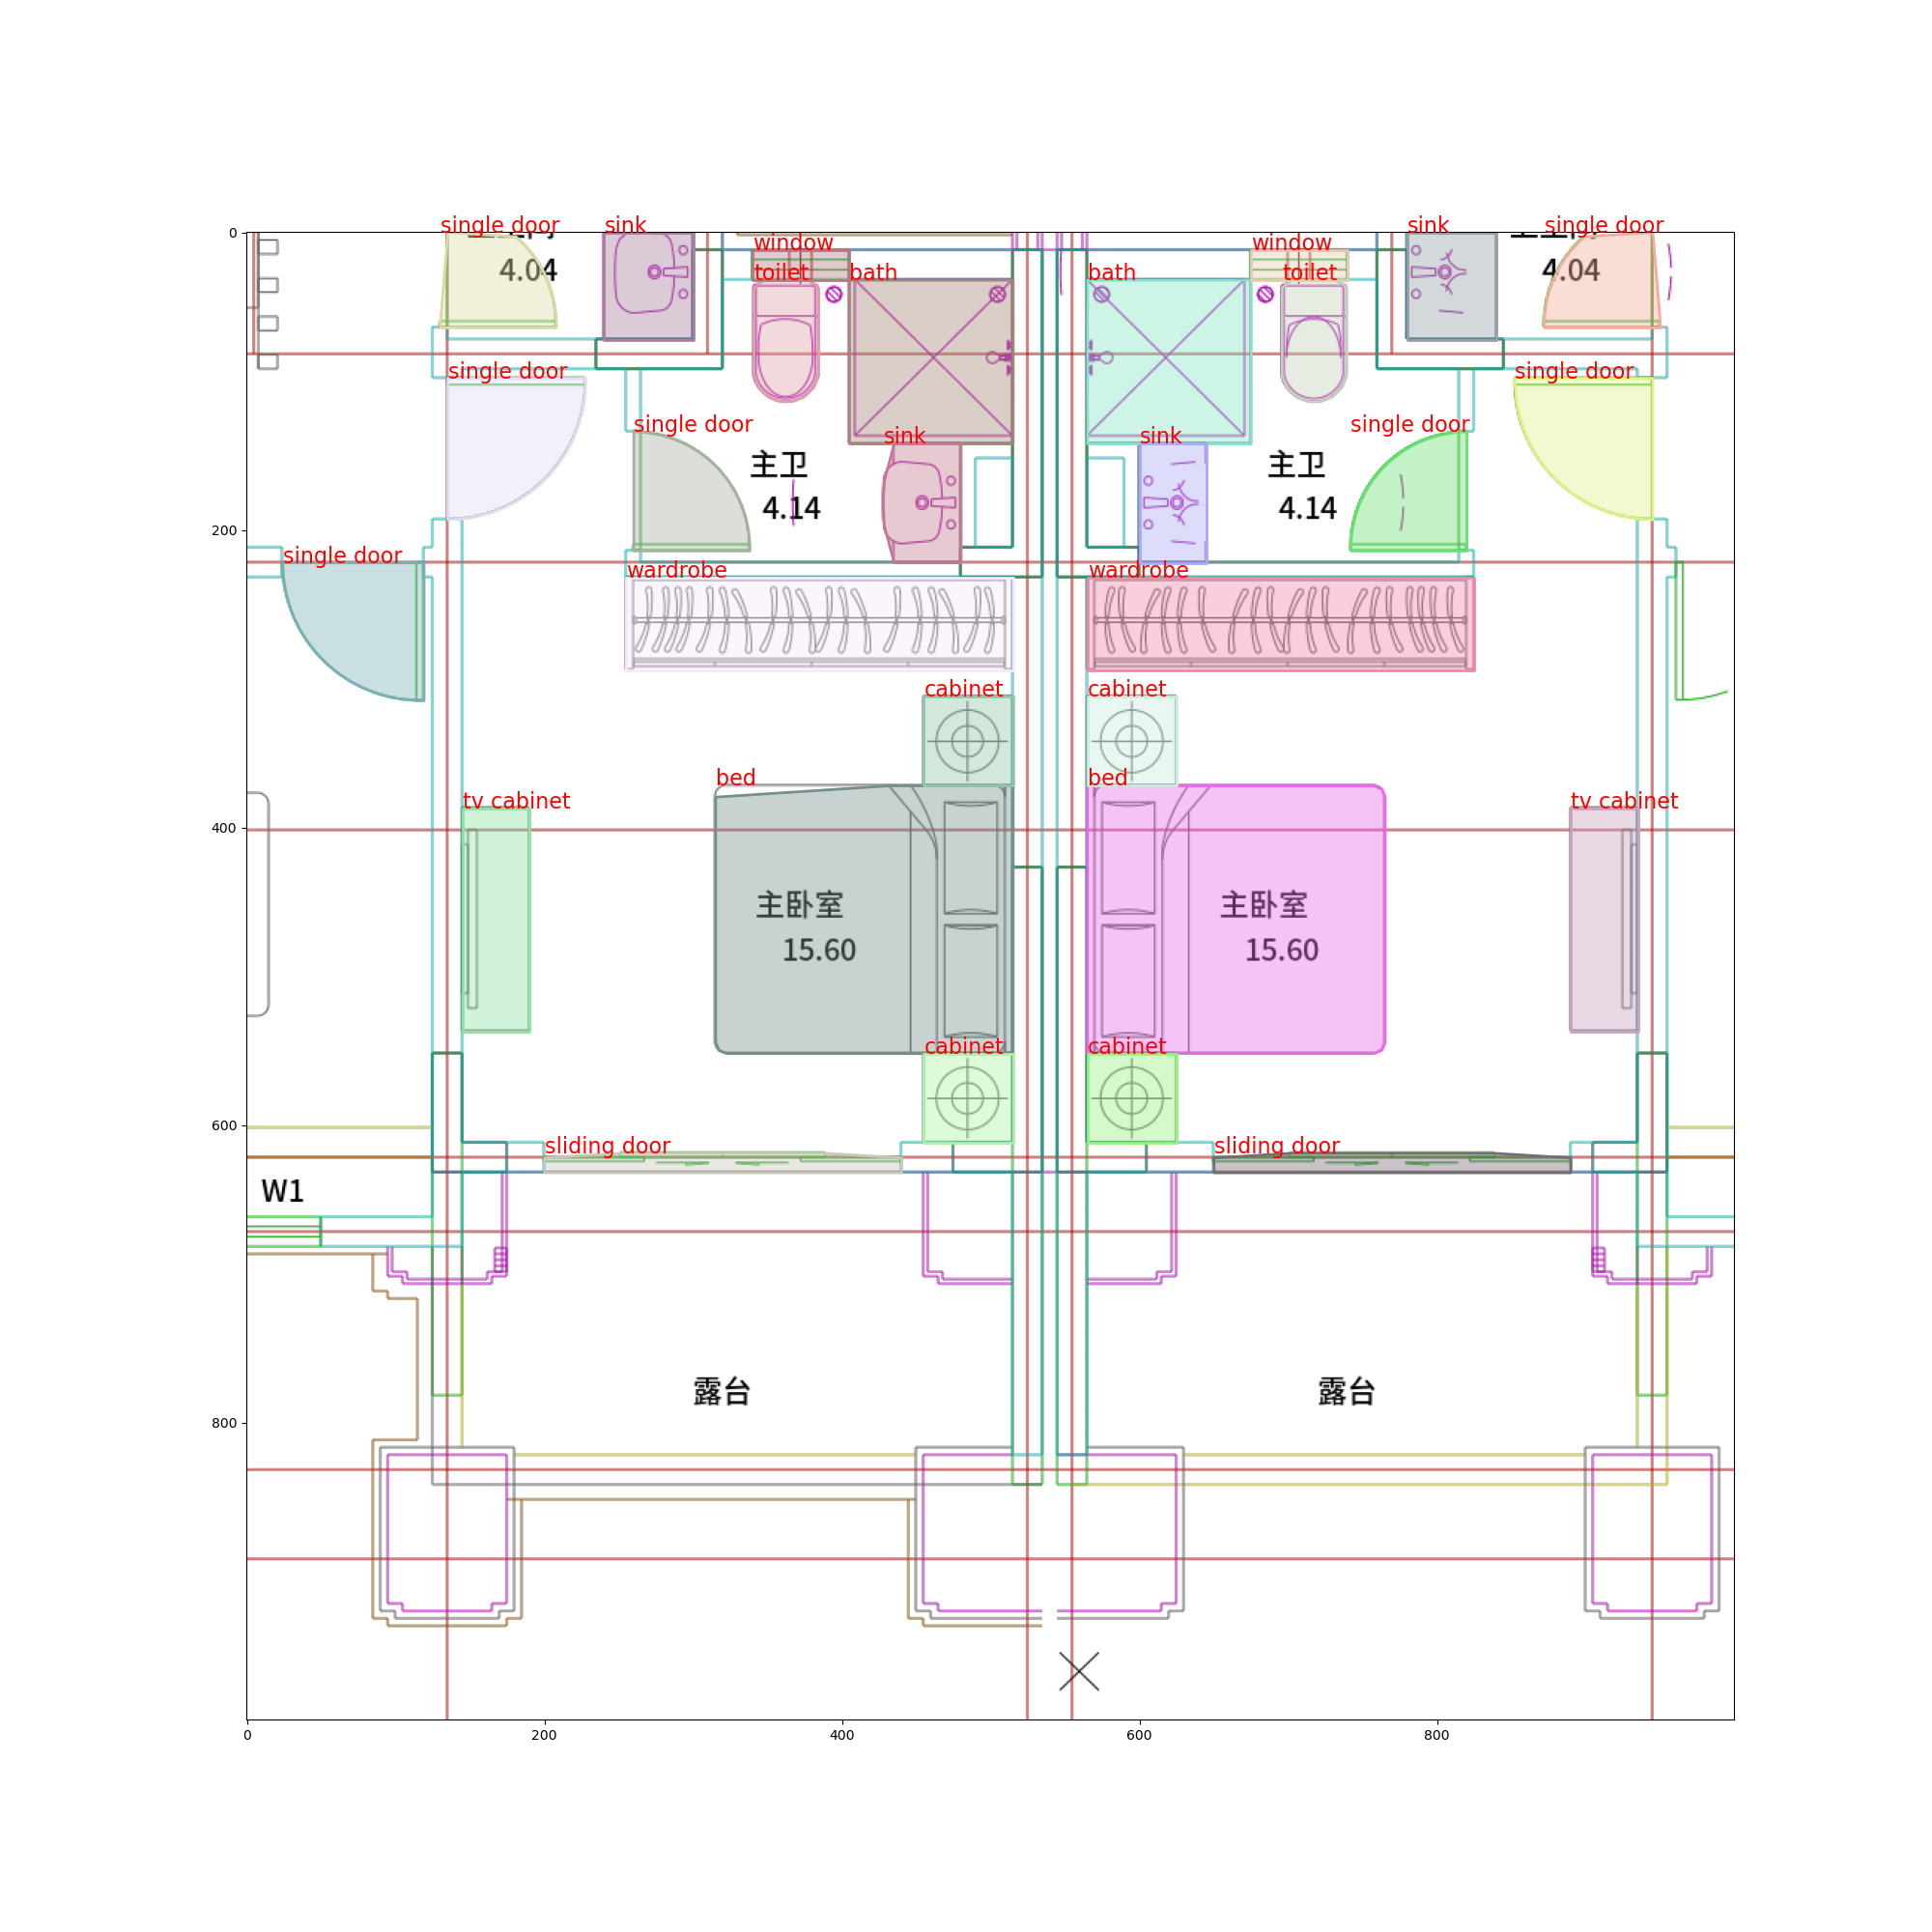 single door
sink
sink
single door
4.04
4.04
window
window
toilet
bath
bath
toilet
single door
single door
single door
single door
sink
sink
主卫
4.14
主卫
4.14
single door
wardrobe
wardrobe
cabinet
cabinet
bed
bed
tv cabinet
tv cabinet
主卧室
15.60
主卧室
15.60
cabinet
cabinet
sliding door
sliding door
W1
露台
露台
0
200
400
600
800
0
200
400
600
800